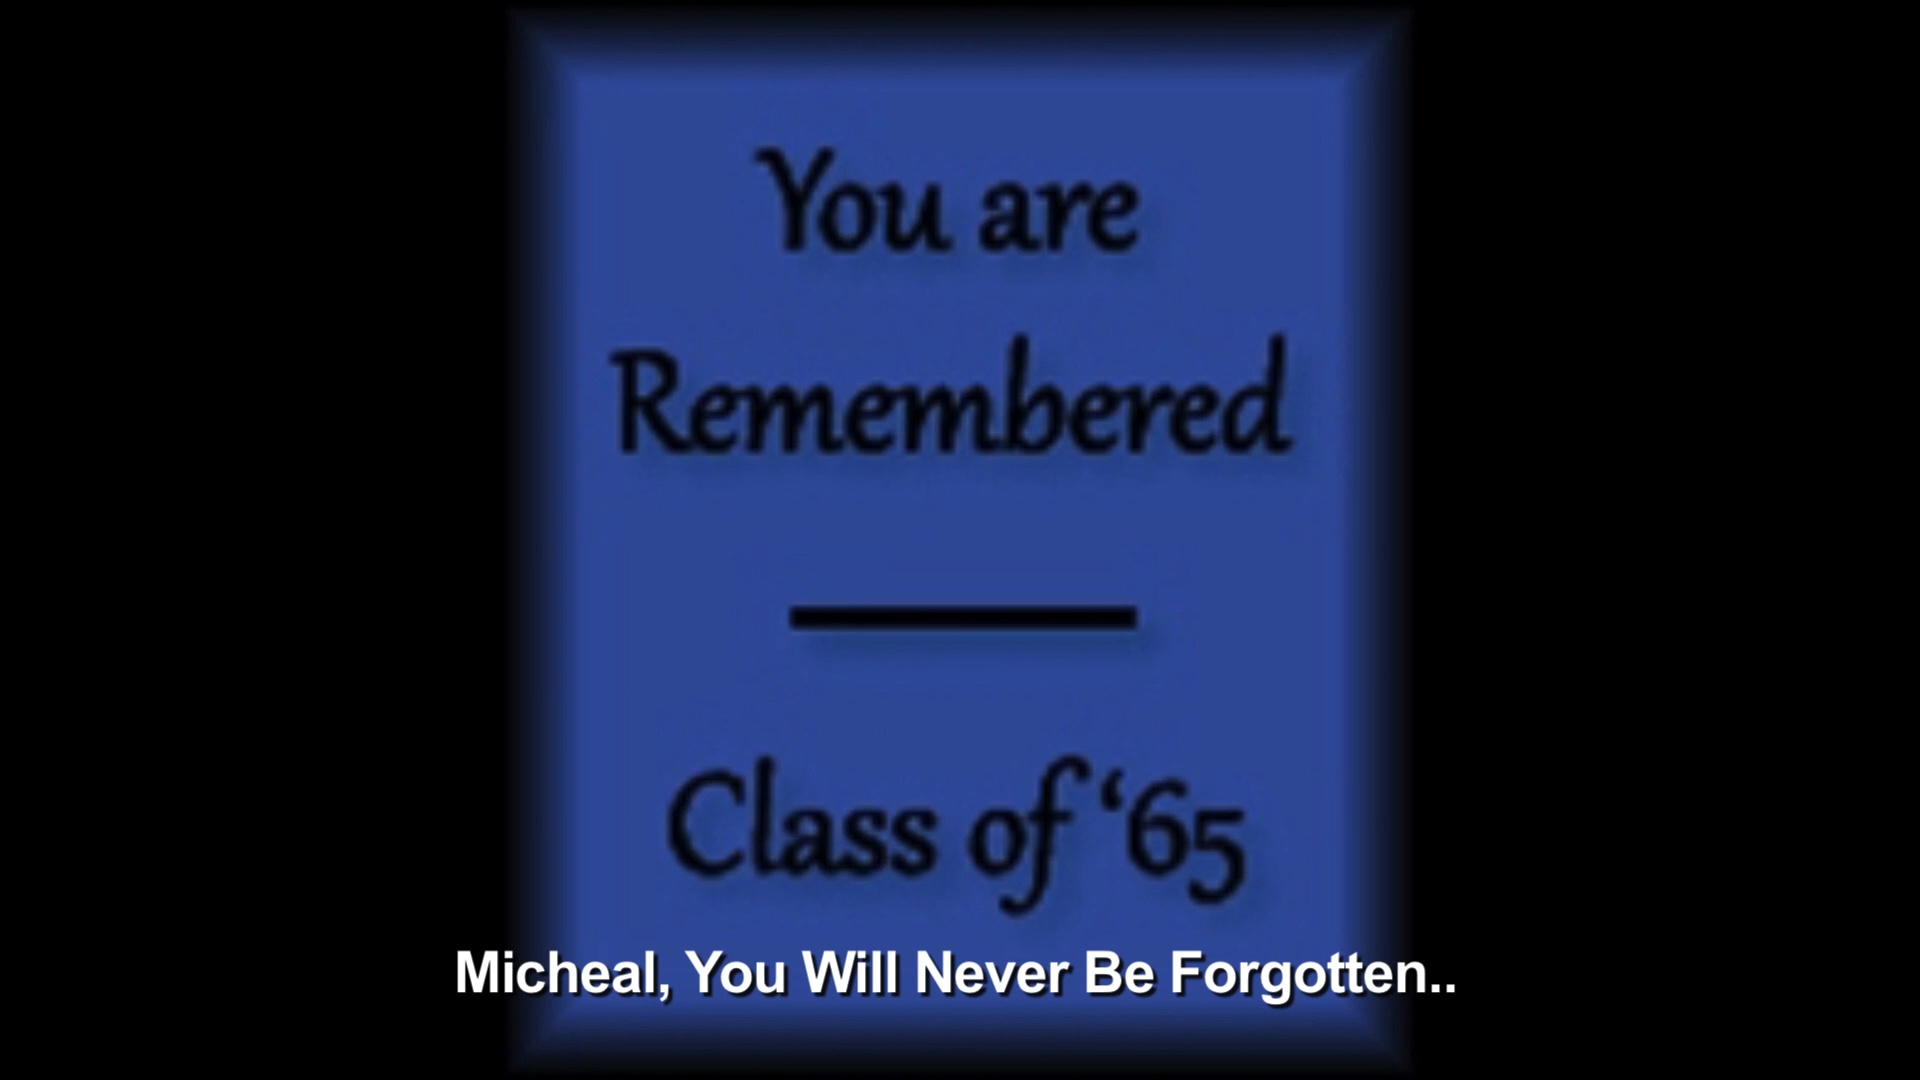 You are
Remembered
Class of ‘65
Micheal, You Will Never Be Forgotten..